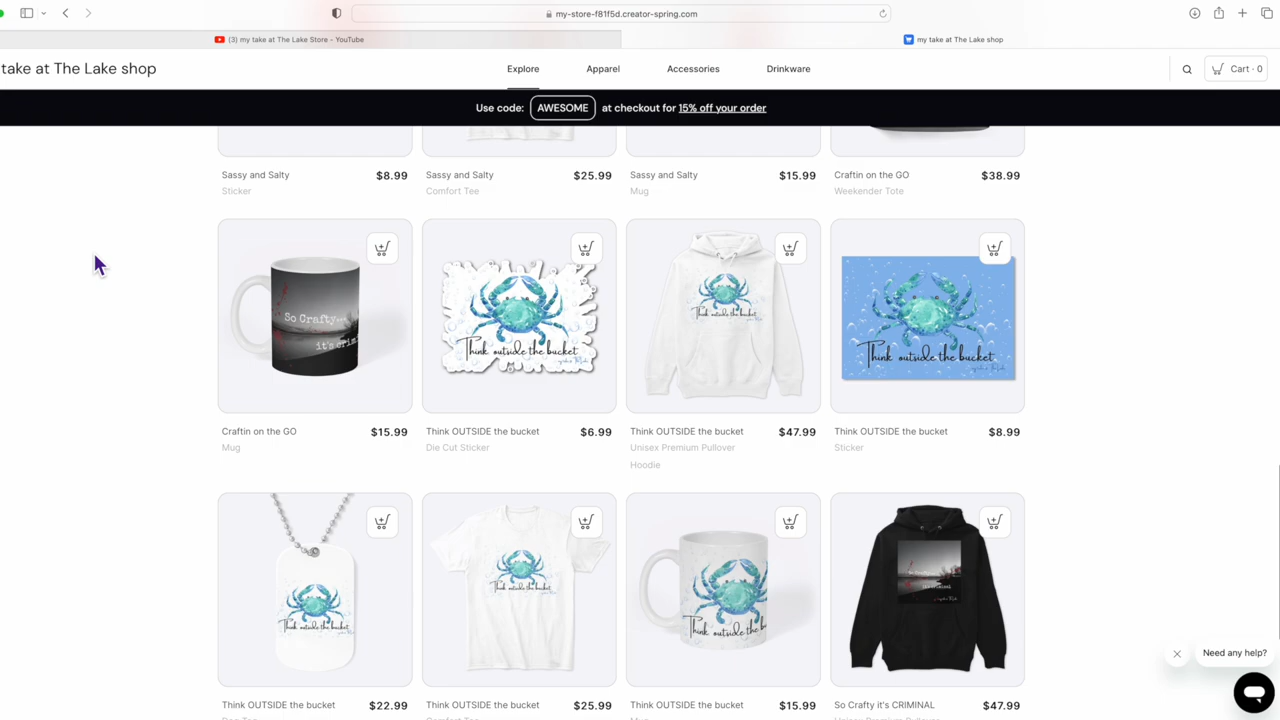 my-store-f81f5d.creator-spring.com
(3) my take at The Lake Store - YouTube
my take at The Lake shop
take at The Lake shop
Explore
Apparel
Accessories
Drinkware
Cart · 0
Use code: AWESOME at checkout for 15% off your order
Sassy and Salty $8.99
Sticker
Sassy and Salty $25.99
Comfort Tee
Sassy and Salty $15.99
Mug
Craftin on the GO $38.99
Weekender Tote
So Crafty...
Think outside the bucket
Think outside the bucket
Think outside the bucket
Craftin on the GO $15.99
Mug
Think OUTSIDE the bucket $6.99
Die Cut Sticker
Think OUTSIDE the bucket $47.99
Unisex Premium Pullover
Hoodie
Think OUTSIDE the bucket $8.99
Sticker
Think outside the bucket
Think outside the bucket
Think outside the b
Think OUTSIDE the bucket $22.99
Think OUTSIDE the bucket $25.99
Think OUTSIDE the bucket $15.99
So Crafty it's CRIMINAL $47.99
Need any help?